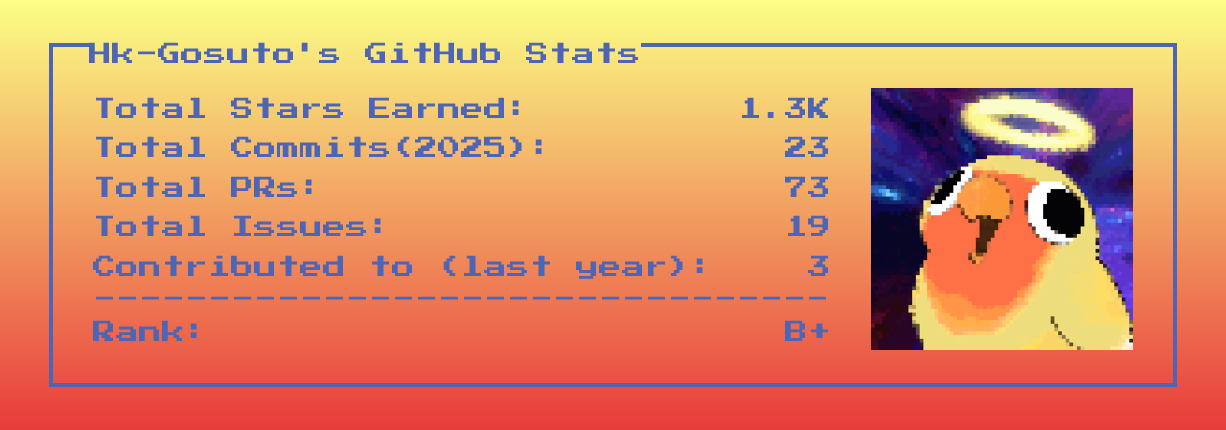 Hk-Gosuto's GitHub Stats
Total Stars Earned: 1.3K
Total Commits(2025): 23
Total PRs: 73
Total Issues: 19
Contributed to (last year): 3
--------------------------------
Rank: B+